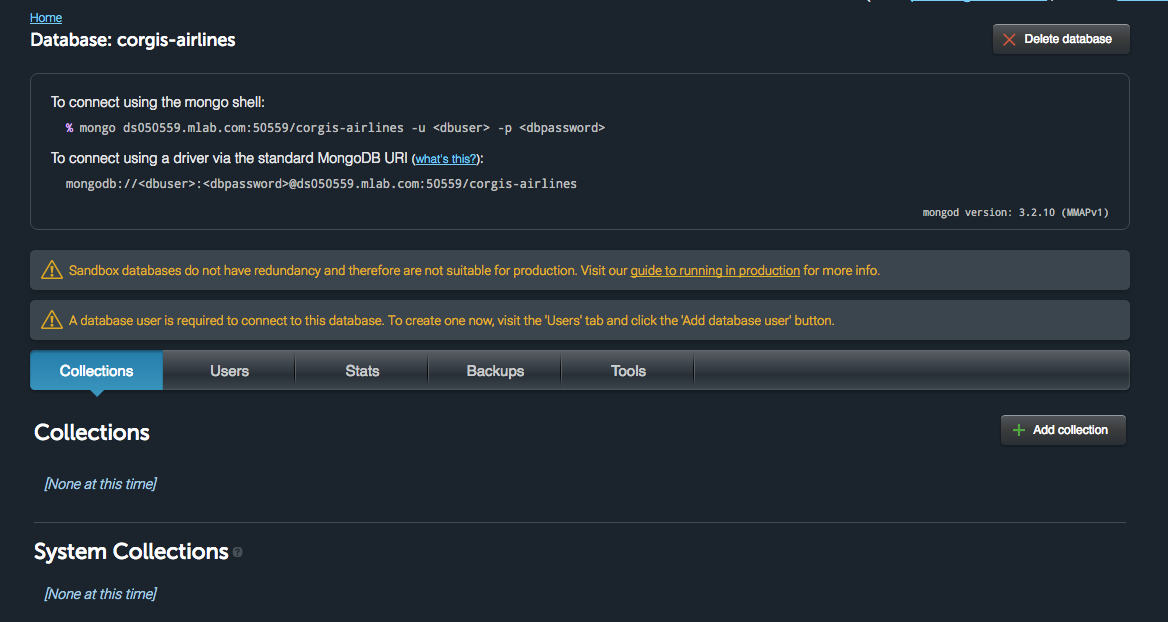 Home
Database: corgis-airlines
Delete database
To connect using the mongo shell:
% mongo ds050559.mlab.com:50559/corgis-airlines -u <dbuser> -p <dbpassword>
To connect using a driver via the standard MongoDB URI (what's this?):
mongodb://<dbuser>:<dbpassword>@ds050559.mlab.com:50559/corgis-airlines
mongod version: 3.2.10 (MMAPv1)
Sandbox databases do not have redundancy and therefore are not suitable for production. Visit our guide to running in production for more info.
A database user is required to connect to this database. To create one now, visit the 'Users' tab and click the 'Add database user' button.
Collections Users Stats Backups Tools
Collections
Add collection
[None at this time]
System Collections ?
[None at this time]